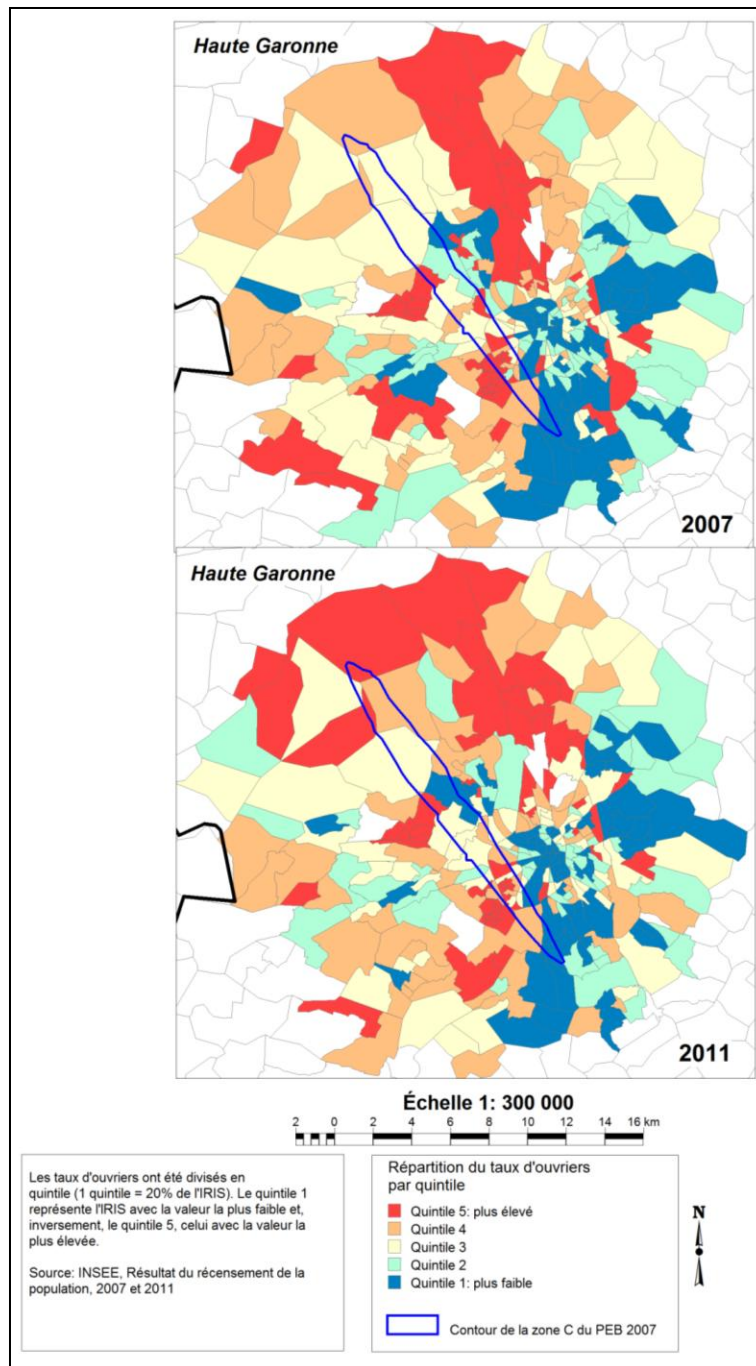 Haute Garonne
2007
Haute Garonne
2011
Échelle 1: 300 000
2 0 2 4 6 8 10 12 14 16 km
Les taux d'ouvriers ont été divisés en
quintile (1 quintile = 20% de l'IRIS). Le quintile 1
représente l'IRIS avec la valeur la plus faible et,
inversement, le quintile 5, celui avec la valeur la
plus élevée.
Source: INSEE, Résultat du récensement de la
population, 2007 et 2011
Répartition du taux d'ouvriers
par quintile
Quintile 5: plus élevé
Quintile 4
Quintile 3
Quintile 2
Quintile 1: plus faible
Contour de la zone C du PEB 2007
N